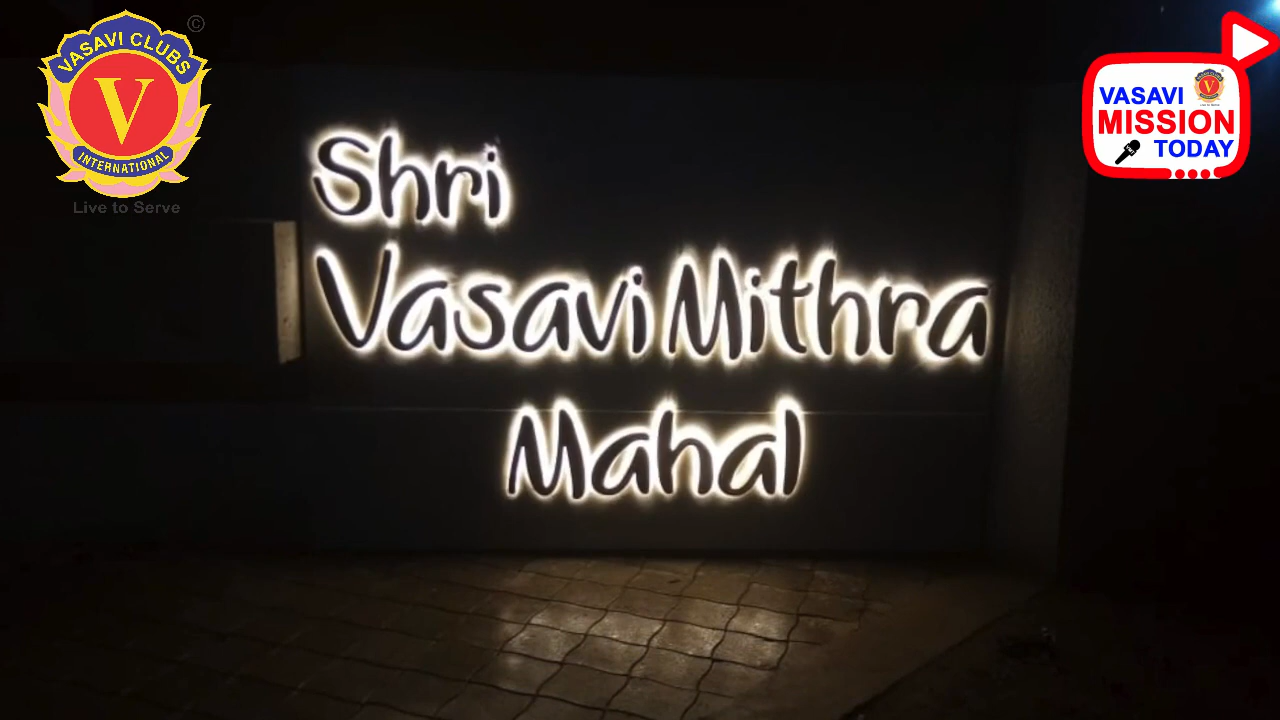 VASAVI CLUBS
V
INTERNATIONAL
©
Live to Serve
VASAVI
MISSION
TODAY
Shri
Vasavi Mithra
Mahal